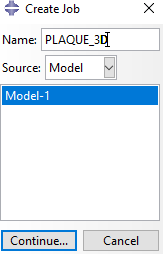 Create Job
Name: PLAQUE_3D
Source: Model
Model-1
Continue... Cancel